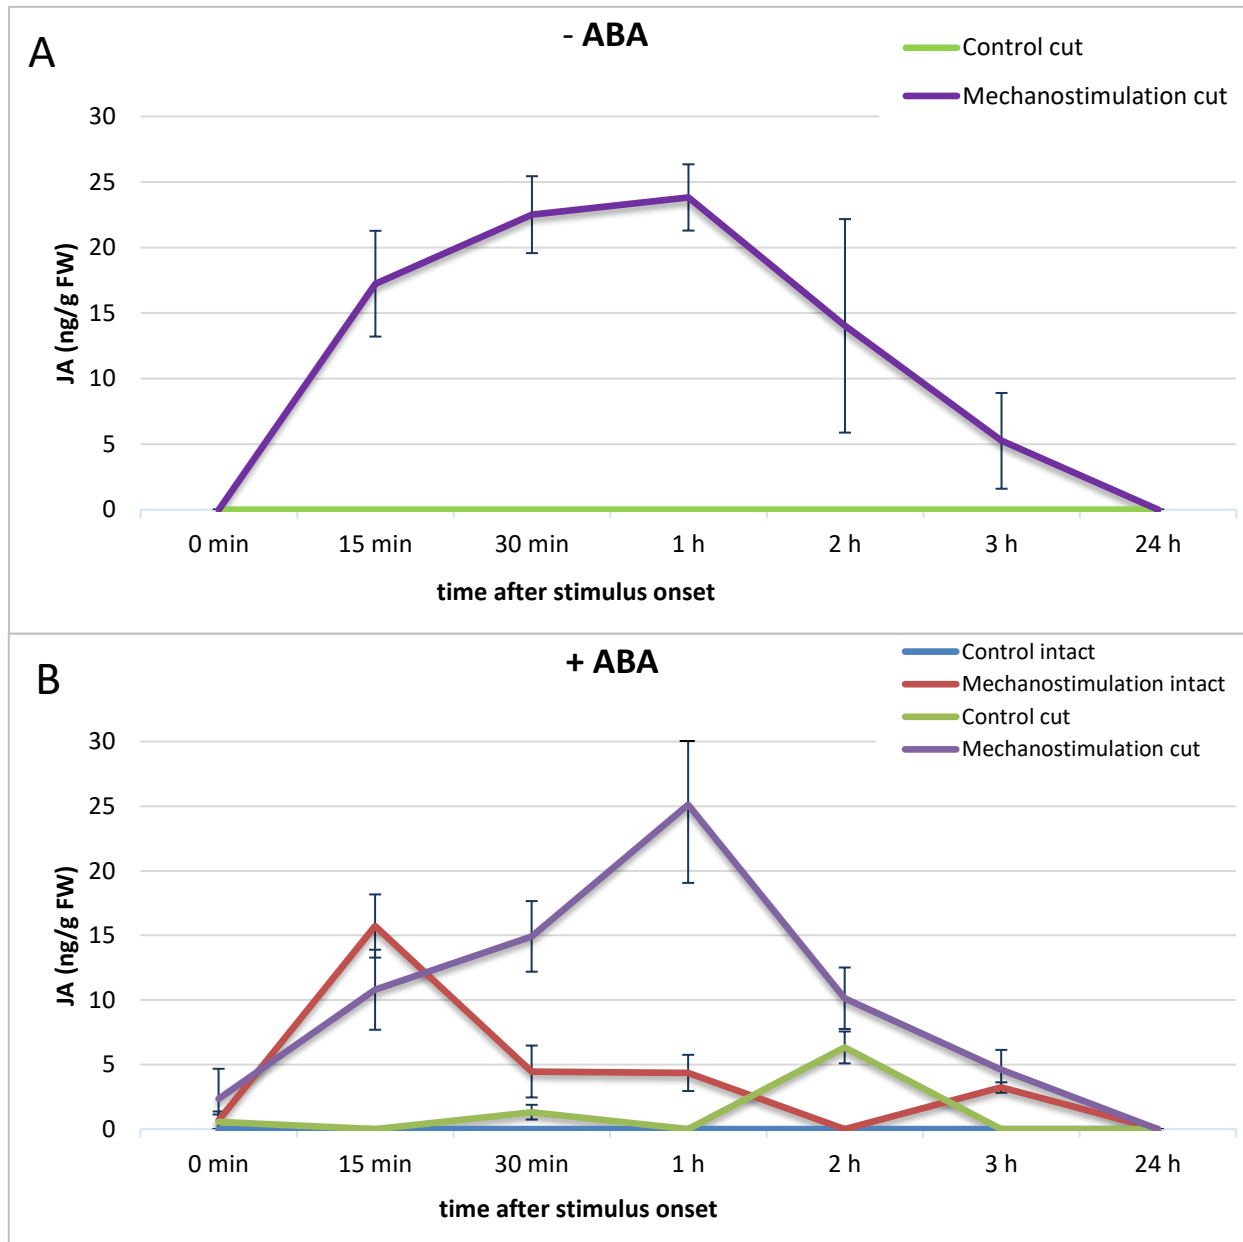 A
- ABA
Control cut
Mechanostimulation cut
30
25
20
15
10
5
0
JA (ng/g FW)
0 min 15 min 30 min 1 h 2 h 3 h 24 h
time after stimulus onset
B
+ ABA
Control intact
Mechanostimulation intact
Control cut
Mechanostimulation cut
30
25
20
15
10
5
0
JA (ng/g FW)
0 min 15 min 30 min 1 h 2 h 3 h 24 h
time after stimulus onset